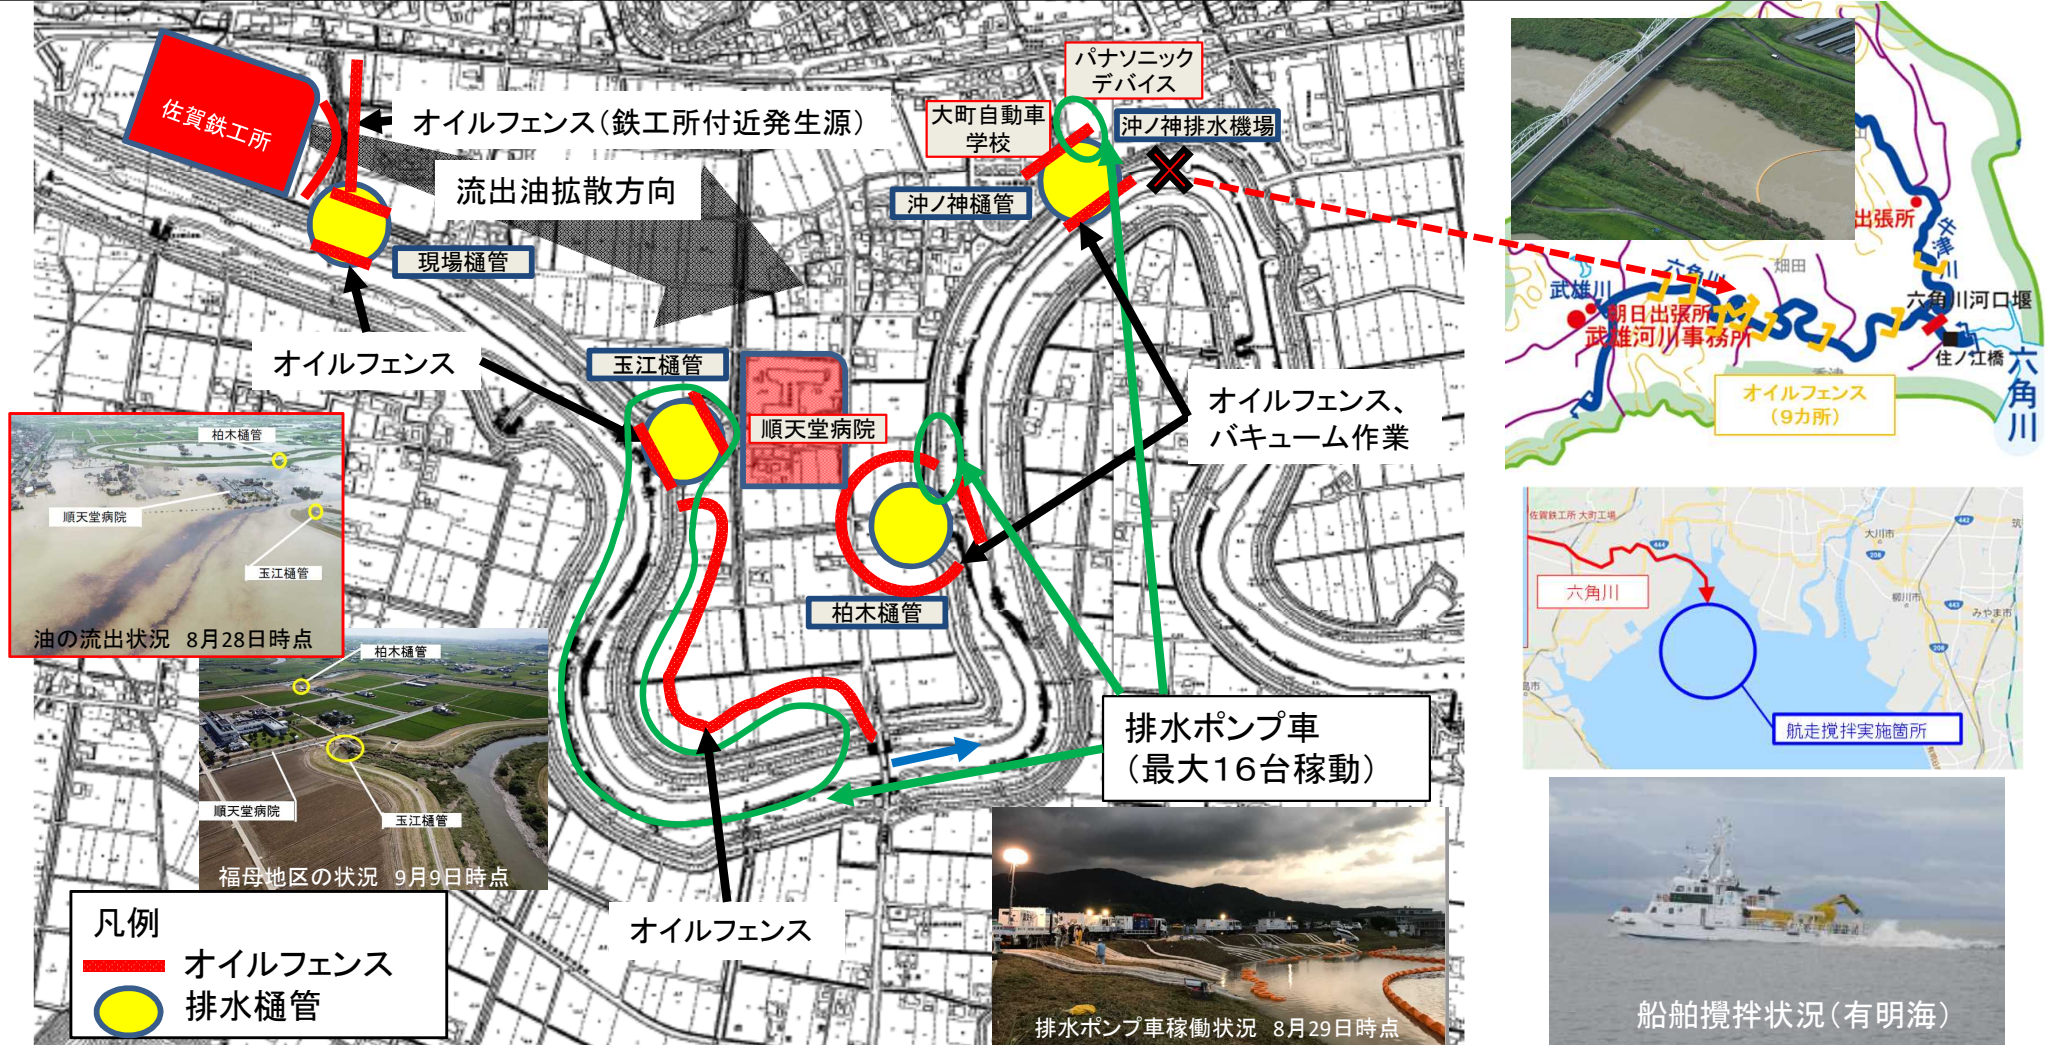 佐賀鉄工所
オイルフェンス(鉄工所付近発生源)
流出油拡散方向
現場樋管
オイルフェンス
パナソニック
デバイス
大町自動車
学校
沖ノ神排水機場
沖ノ神樋管
玉江樋管
順天堂病院
オイルフェンス、
バキューム作業
柏木樋管
排水ポンプ車
(最大16台稼動)
オイルフェンス
柏木樋管
順天堂病院
玉江樋管
油の流出状況 8月28日時点
柏木樋管
順天堂病院
玉江樋管
福母地区の状況 9月9日時点
凡例
オイルフェンス
排水樋管
排水ポンプ車稼働状況 8月29日時点
出張所
牛津川
六角川
畑田
武雄川
朝日出張所
武雄河川事務所
六角川河口堰
住ノ江橋
六角川
オイルフェンス
(9カ所)
佐賀鉄工所 大町工場
大川市
442
444
208
六角川
柳川市
443
みやま市
208
航走攪拌実施箇所
船舶攪拌状況(有明海)